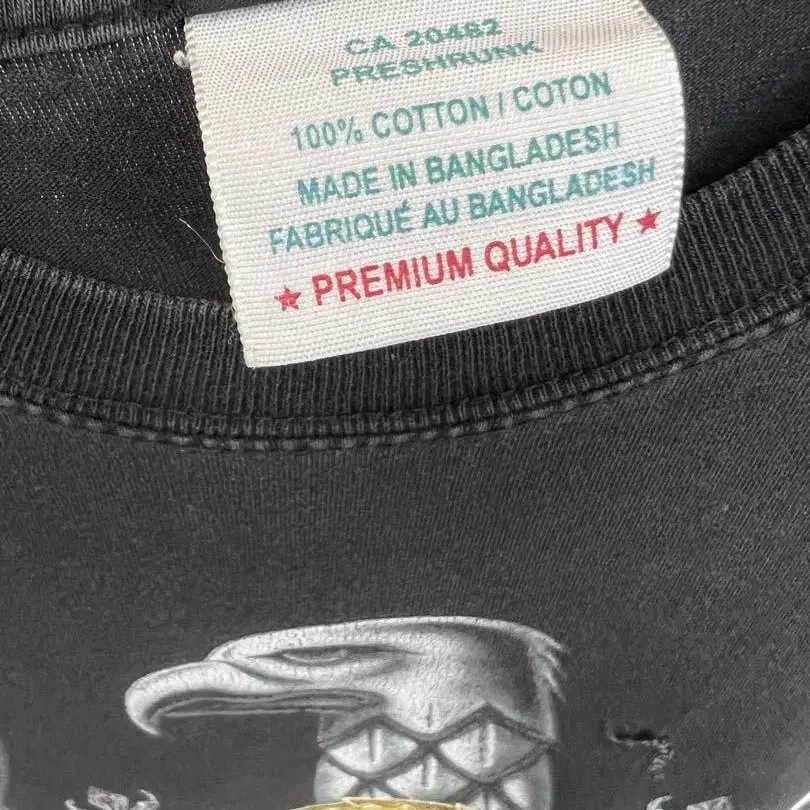 CA 20482
PRESHRUNK
100% COTTON / COTON
MADE IN BANGLADESH
FABRIQUÉ AU BANGLADESH
★ PREMIUM QUALITY ★